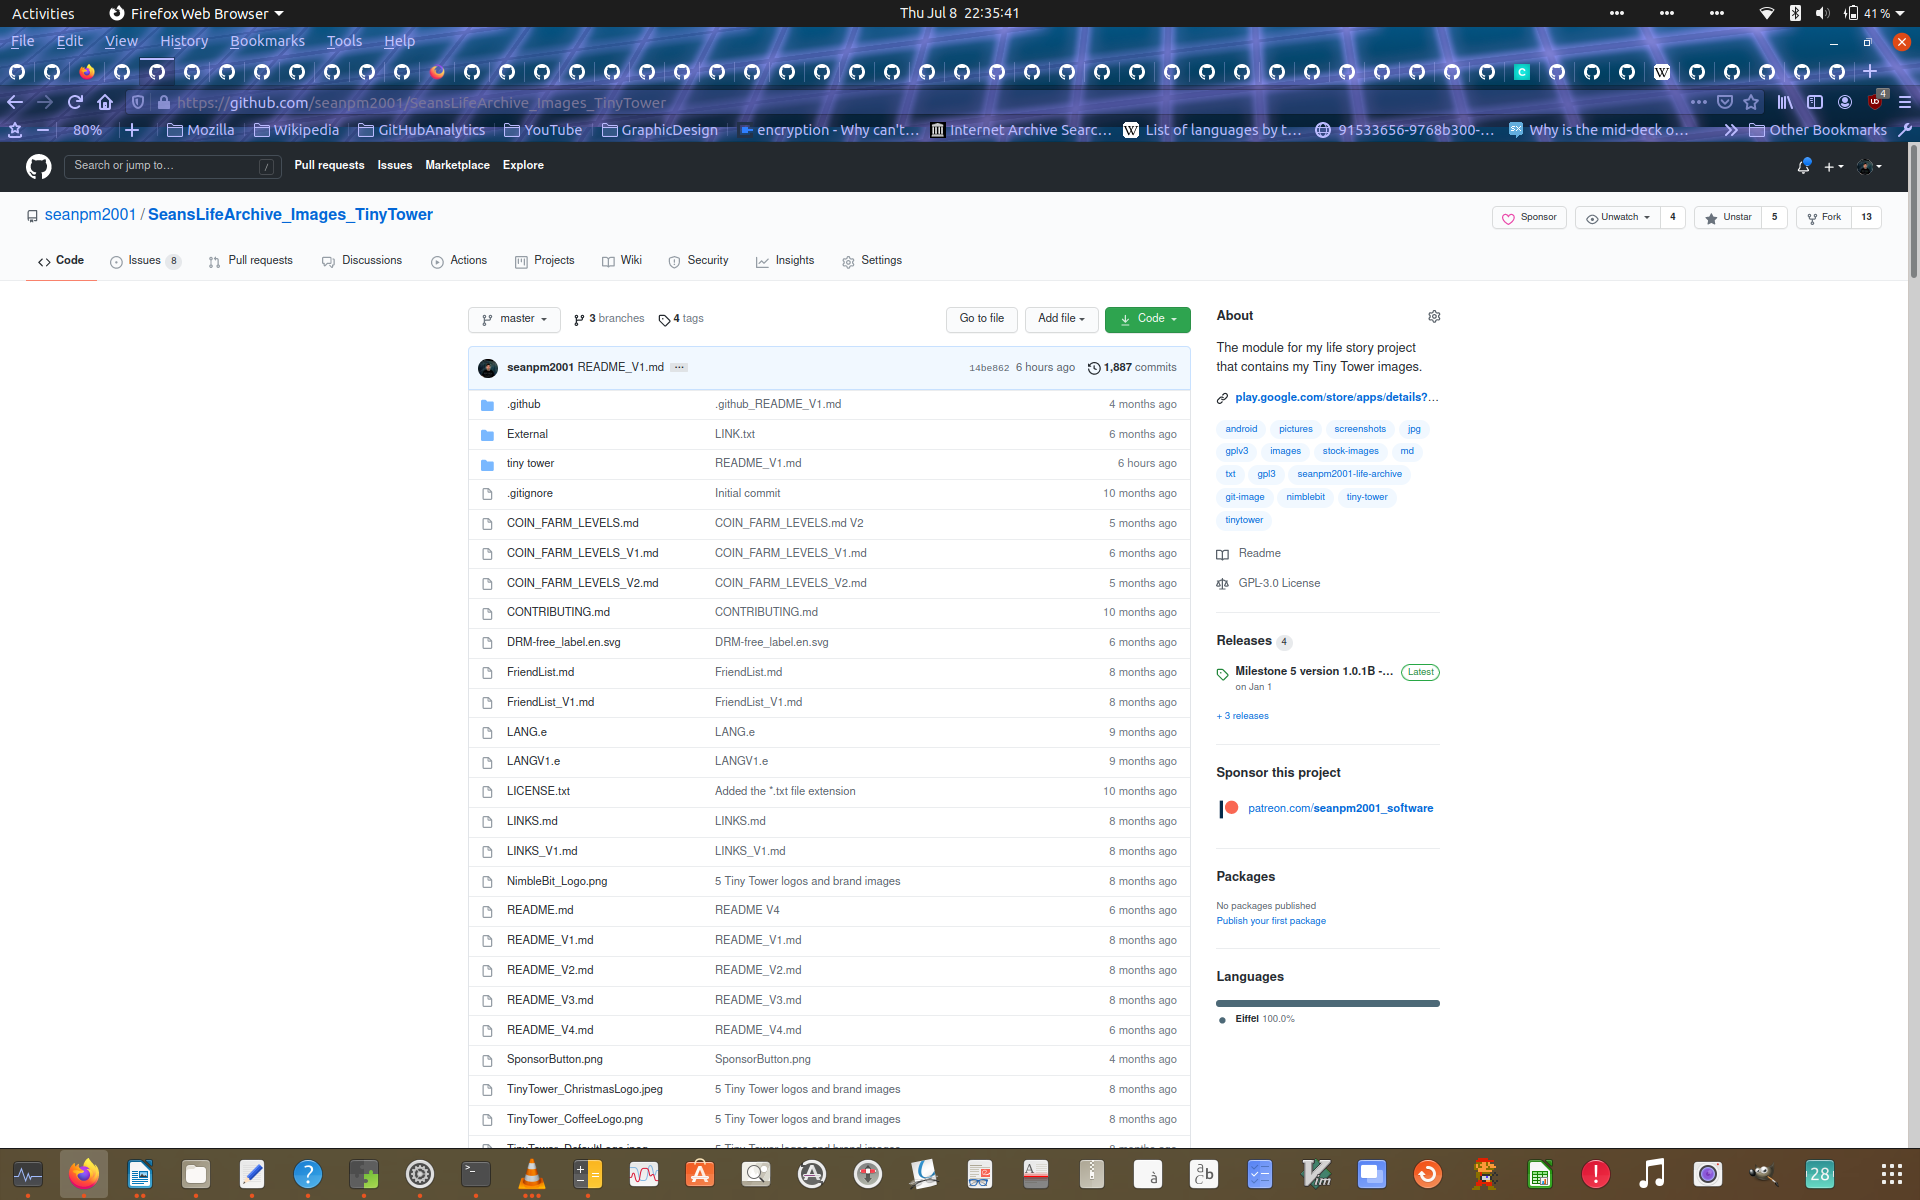 Activities Firefox Web Browser Thu Jul 8 22:35:41 41 %
File Edit View History Bookmarks Tools Help
https://github.com/seanpm2001/SeansLifeArchive_Images_TinyTower 4
80% Mozilla Wikipedia GitHubAnalytics YouTube GraphicDesign encryption - Why can't… Internet Archive Searc… List of languages by t… 91533656-9768b300-… Why is the mid-deck o… Other Bookmarks
Search or jump to… / Pull requests Issues Marketplace Explore
seanpm2001 / SeansLifeArchive_Images_TinyTower Sponsor Unwatch 4 Unstar 5 Fork 13
Code Issues 8 Pull requests Discussions Actions Projects Wiki Security Insights Settings
master 3 branches 4 tags Go to file Add file Code
seanpm2001 README_V1.md … 14be862 6 hours ago 1,887 commits
.github .github_README_V1.md 4 months ago
External LINK.txt 6 months ago
tiny tower README_V1.md 6 hours ago
.gitignore Initial commit 10 months ago
COIN_FARM_LEVELS.md COIN_FARM_LEVELS.md V2 5 months ago
COIN_FARM_LEVELS_V1.md COIN_FARM_LEVELS_V1.md 6 months ago
COIN_FARM_LEVELS_V2.md COIN_FARM_LEVELS_V2.md 5 months ago
CONTRIBUTING.md CONTRIBUTING.md 10 months ago
DRM-free_label.en.svg DRM-free_label.en.svg 6 months ago
FriendList.md FriendList.md 8 months ago
FriendList_V1.md FriendList_V1.md 8 months ago
LANG.e LANG.e 9 months ago
LANGV1.e LANGV1.e 9 months ago
LICENSE.txt Added the *.txt file extension 10 months ago
LINKS.md LINKS.md 8 months ago
LINKS_V1.md LINKS_V1.md 8 months ago
NimbleBit_Logo.png 5 Tiny Tower logos and brand images 8 months ago
README.md README V4 6 months ago
README_V1.md README_V1.md 8 months ago
README_V2.md README_V2.md 8 months ago
README_V3.md README_V3.md 8 months ago
README_V4.md README_V4.md 6 months ago
SponsorButton.png SponsorButton.png 4 months ago
TinyTower_ChristmasLogo.jpeg 5 Tiny Tower logos and brand images 8 months ago
TinyTower_CoffeeLogo.png 5 Tiny Tower logos and brand images 8 months ago
About
The module for my life story project
that contains my Tiny Tower images.
play.google.com/store/apps/details?…
android pictures screenshots jpg
gplv3 images stock-images md
txt gpl3 seanpm2001-life-archive
git-image nimblebit tiny-tower
tinytower
Readme
GPL-3.0 License
Releases 4
Milestone 5 version 1.0.1B -… Latest
on Jan 1
+ 3 releases
Sponsor this project
patreon.com/seanpm2001_software
Packages
No packages published
Publish your first package
Languages
Eiffel 100.0%
28